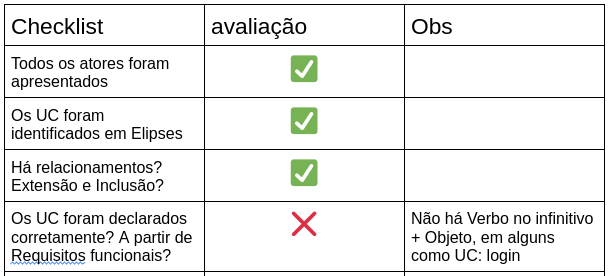 Checklist
avaliação
Obs
Todos os atores foram
apresentados
✅
Os UC foram
identificados em Elipses
✅
Há relacionamentos?
Extensão e Inclusão?
✅
Os UC foram declarados
corretamente? A partir de
Requisitos funcionais?
❌
Não há Verbo no infinitivo
+ Objeto, em alguns
como UC: login